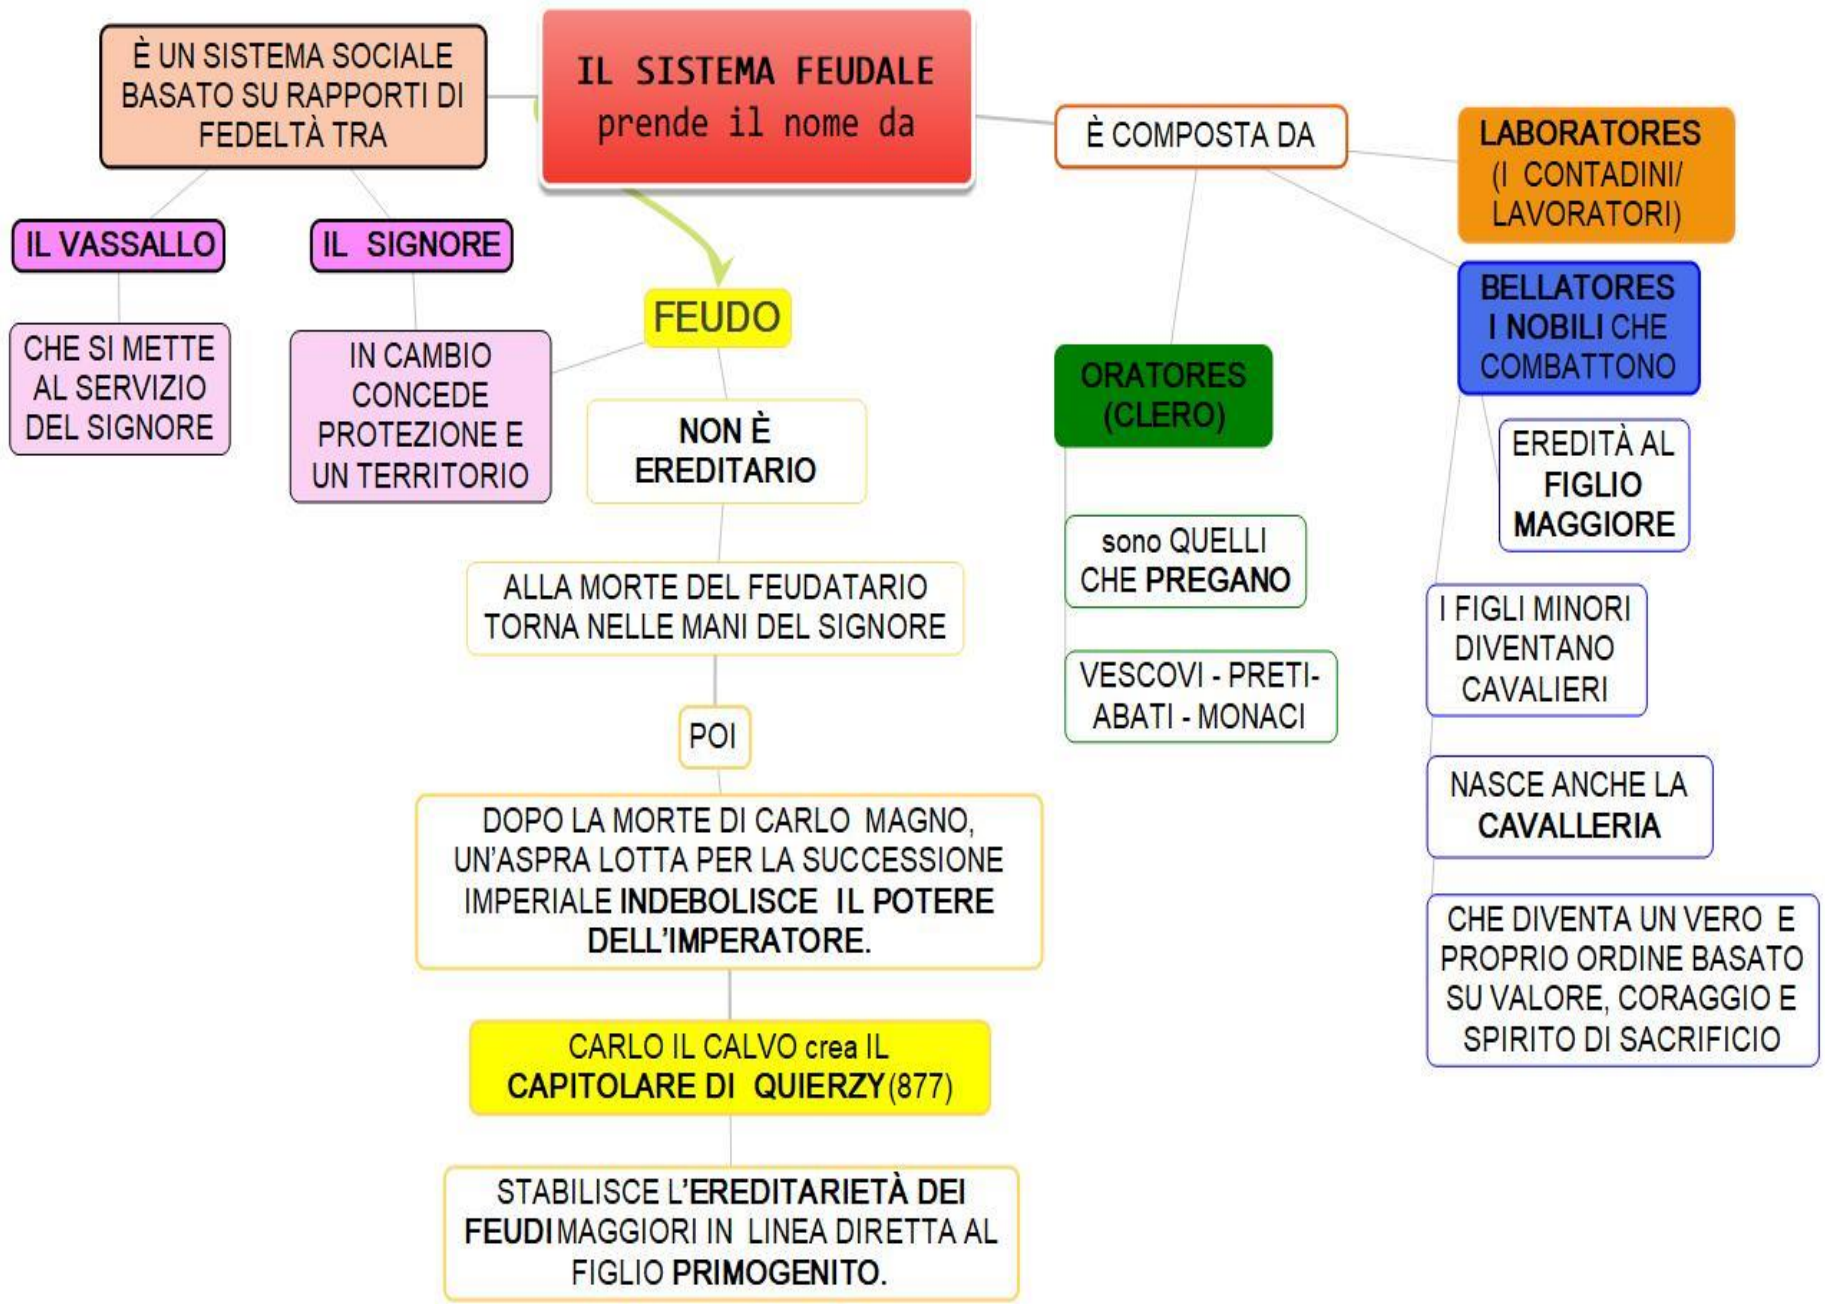 IL SISTEMA FEUDALE
prende il nome da
È UN SISTEMA SOCIALE
BASATO SU RAPPORTI DI
FEDELTÀ TRA
IL VASSALLO
CHE SI METTE
AL SERVIZIO
DEL SIGNORE
IL SIGNORE
IN CAMBIO
CONCEDE
PROTEZIONE E
UN TERRITORIO
FEUDO
NON È
EREDITARIO
ALLA MORTE DEL FEUDATARIO
TORNA NELLE MANI DEL SIGNORE
POI
DOPO LA MORTE DI CARLO MAGNO,
UN'ASPRA LOTTA PER LA SUCCESSIONE
IMPERIALE INDEBOLISCE IL POTERE
DELL'IMPERATORE.
CARLO IL CALVO crea IL
CAPITOLARE DI QUIERZY(877)
STABILISCE L'EREDITARIETÀ DEI
FEUDI MAGGIORI IN LINEA DIRETTA AL
FIGLIO PRIMOGENITO.
È COMPOSTA DA
ORATORES
(CLERO)
sono QUELLI
CHE PREGANO
VESCOVI - PRETI-
ABATI - MONACI
LABORATORES
(I CONTADINI/
LAVORATORI)
BELLATORES
I NOBILI CHE
COMBATTONO
EREDITÀ AL
FIGLIO
MAGGIORE
I FIGLI MINORI
DIVENTANO
CAVALIERI
NASCE ANCHE LA
CAVALLERIA
CHE DIVENTA UN VERO E
PROPRIO ORDINE BASATO
SU VALORE, CORAGGIO E
SPIRITO DI SACRIFICIO